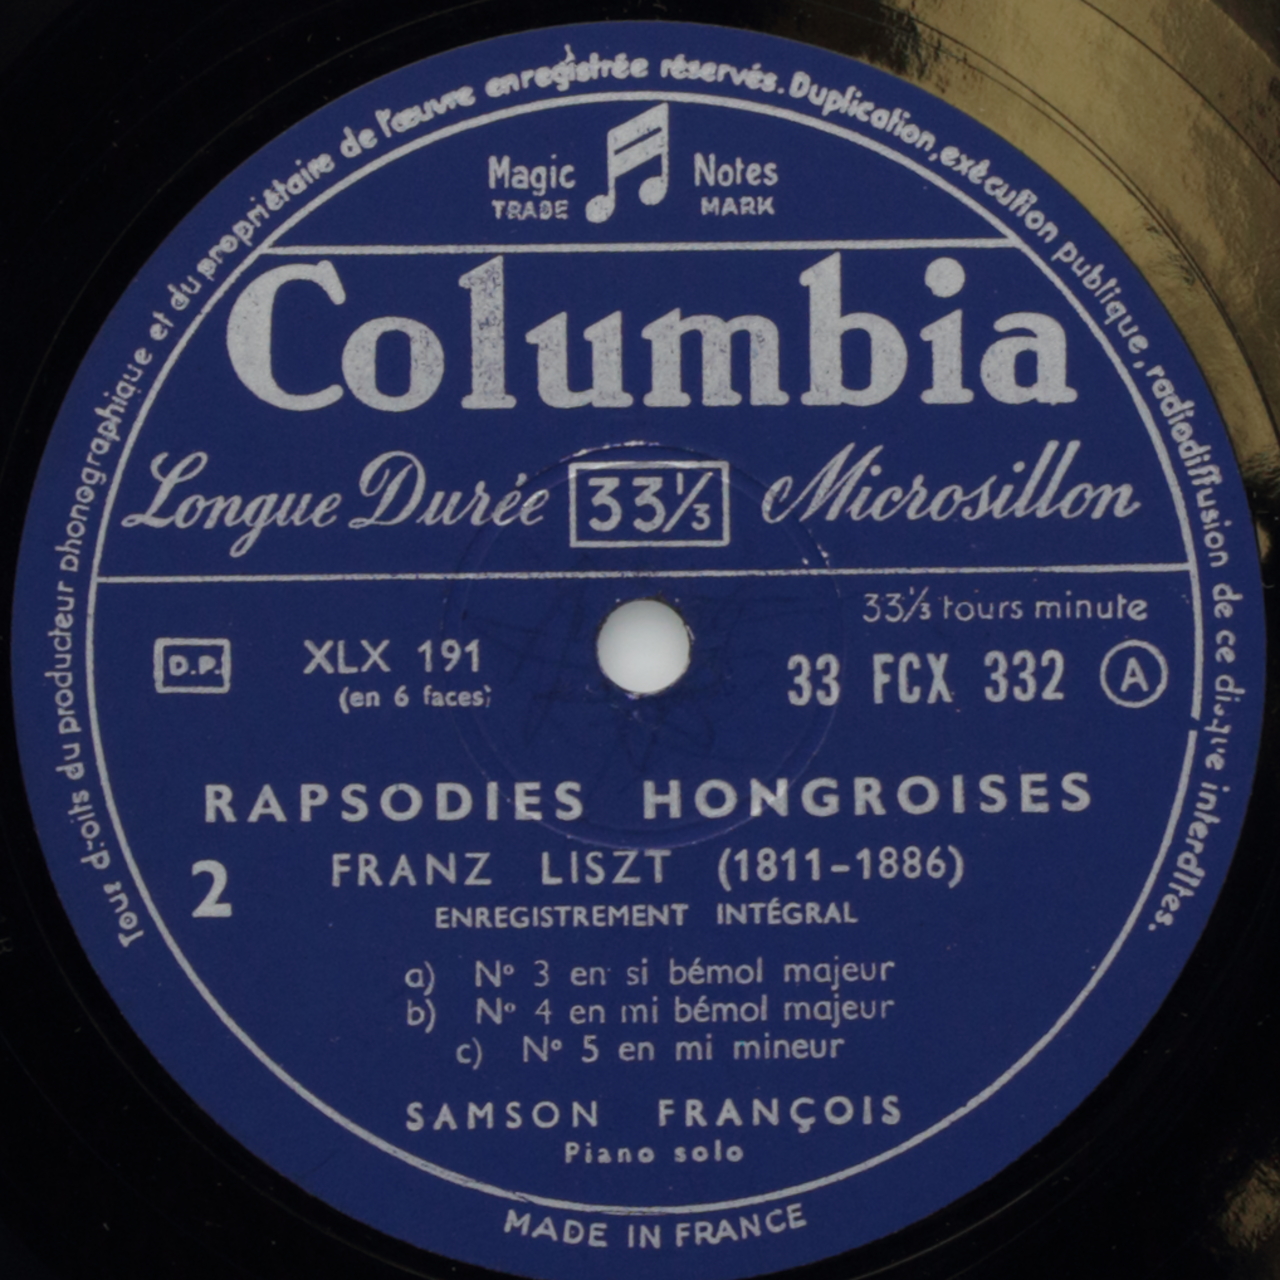 Tous droits du producteur phonographique et du propriétaire de l'œuvre enregistrée réservés. Duplication, exécution publique, radiodiffusion de ce disque interdites.
Magic Notes
TRADE MARK
Columbia
Longue Durée 33⅓ Microsillon
33⅓ tours minute
D.P. XLX 191 33 FCX 332 A
(en 6 faces)
RAPSODIES HONGROISES
2 FRANZ LISZT (1811-1886)
ENREGISTREMENT INTÉGRAL
a) Nº 3 en si bémol majeur
b) Nº 4 en mi bémol majeur
c) Nº 5 en mi mineur
SAMSON FRANÇOIS
Piano solo
MADE IN FRANCE